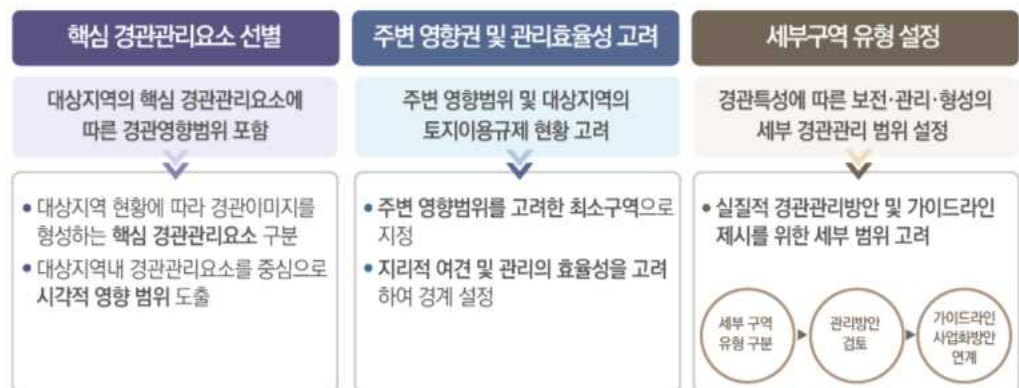 핵심 경관관리요소 선별
대상지역의 핵심 경관관리요소에
따른 경관영향범위 포함
• 대상지역 현황에 따라 경관이미지를
형성하는 핵심 경관관리요소 구분
• 대상지역내 경관관리요소를 중심으로
시각적 영향 범위 도출
주변 영향권 및 관리효율성 고려
주변 영향범위 및 대상지역의
토지이용규제 현황 고려
• 주변 영향범위를 고려한 최소구역으로
지정
• 지리적 여견 및 관리의 효율성을 고려
하여 경계 설정
세부구역 유형 설정
경관특성에 따른 보전·관리·형성의
세부 경관관리 범위 설정
• 실질적 경관관리방안 및 가이드라인
제시를 위한 세부 범위 고려
세부 구역
유형 구분
관리방안
검토
가이드라인
사업화방안
연계